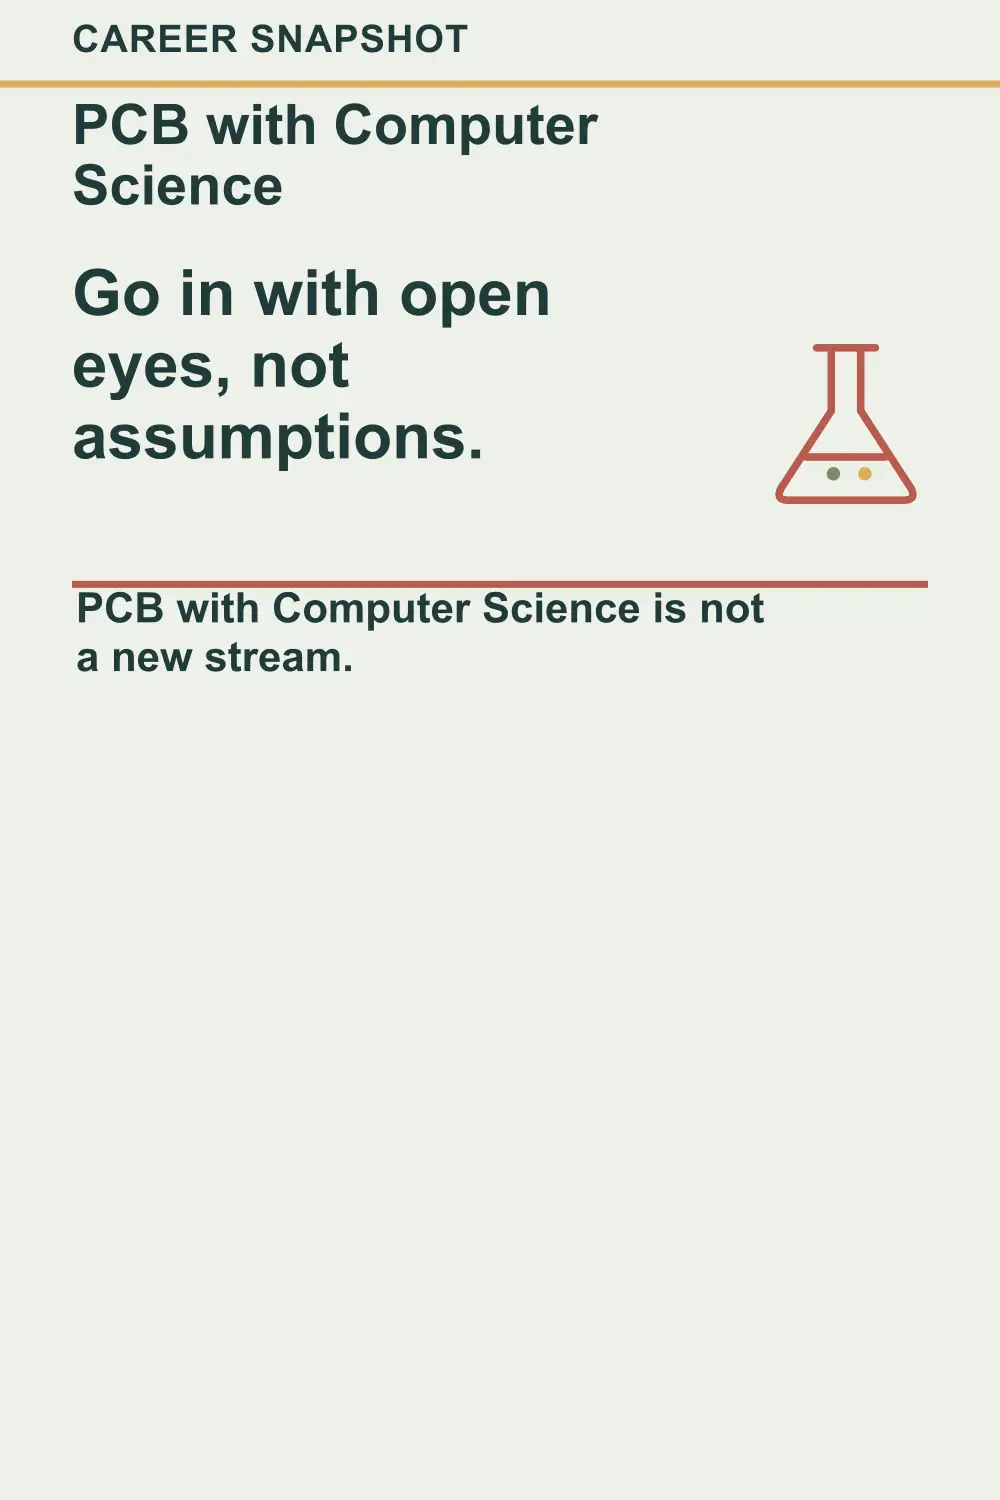 CAREER SNAPSHOT
PCB with Computer
Science
Go in with open
eyes, not
assumptions.
PCB with Computer Science is not
a new stream.